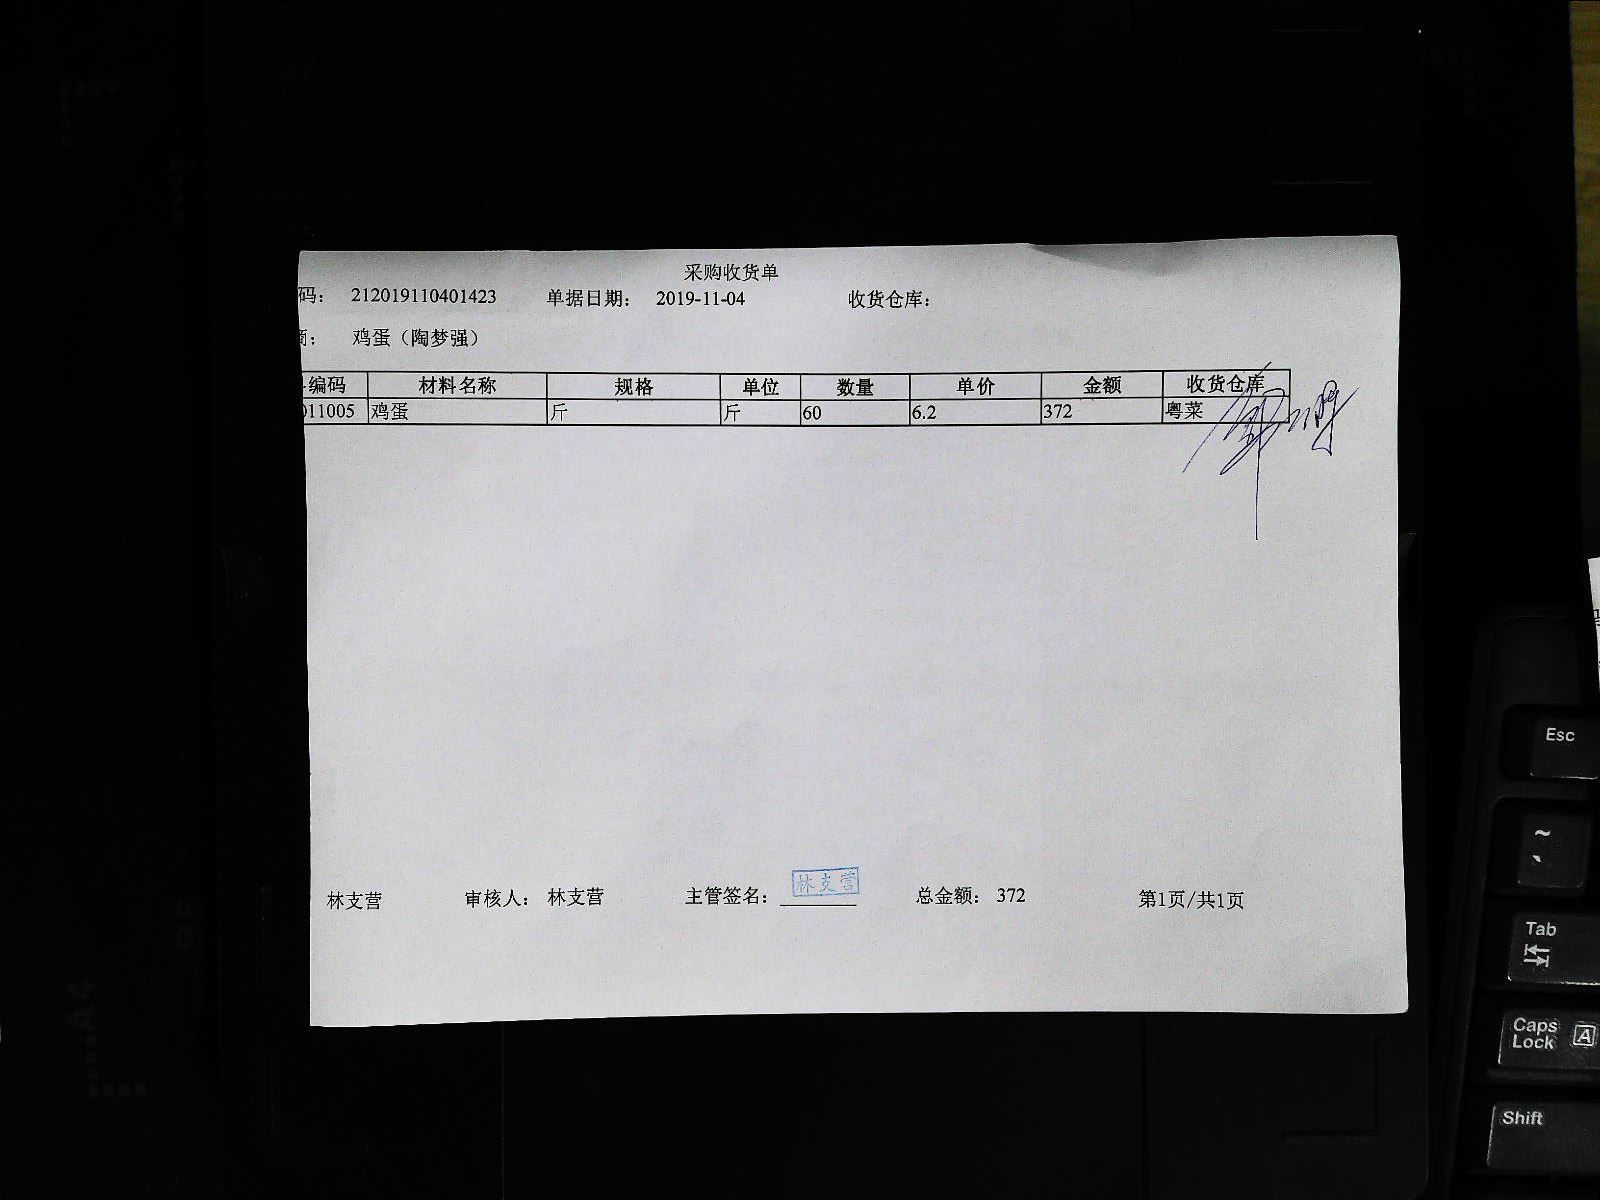 采购收货单
码: 212019110401423 单据日期: 2019-11-04 收货仓库:
商: 鸡蛋（陶梦强）
编码 材料名称 规格 单位 数量 单价 金额 收货仓库
011005 鸡蛋 斤 斤 60 6.2 372 粤菜
林支营 审核人: 林支营 主管签名: 林支营 总金额: 372 第1页/共1页
Esc
~
Tab
Caps Lock A
Shift
A4